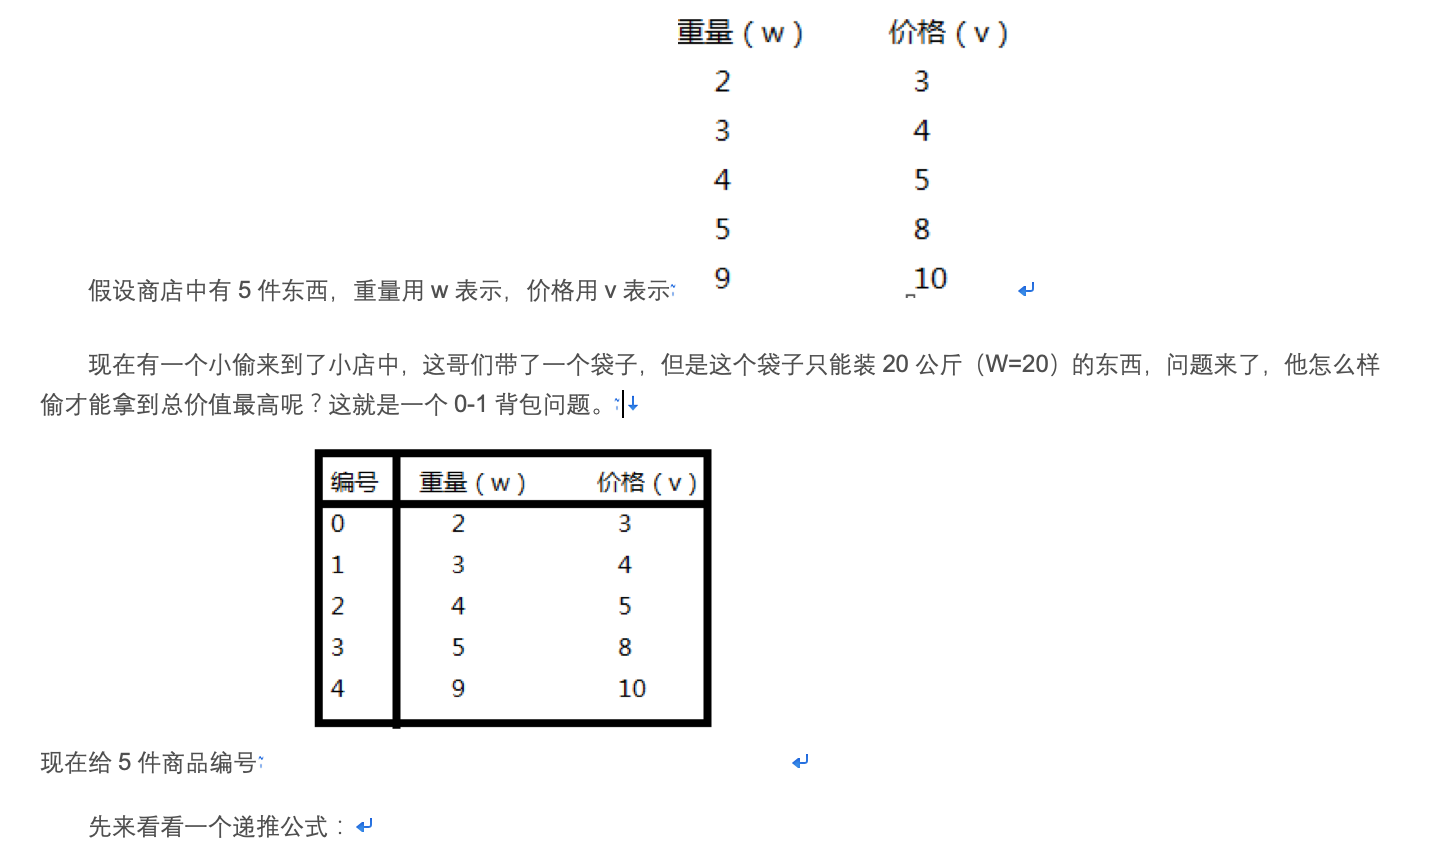 重量（w） 价格（v）
2 3
3 4
4 5
5 8
9 10
假设商店中有 5 件东西，重量用 w 表示，价格用 v 表示
现在有一个小偷来到了小店中，这哥们带了一个袋子，但是这个袋子只能装 20 公斤（W=20）的东西，问题来了，他怎么样
偷才能拿到总价值最高呢？这就是一个 0-1 背包问题。
编号 重量（w） 价格（v）
0 2 3
1 3 4
2 4 5
3 5 8
4 9 10
现在给 5 件商品编号
先来看看一个递推公式：